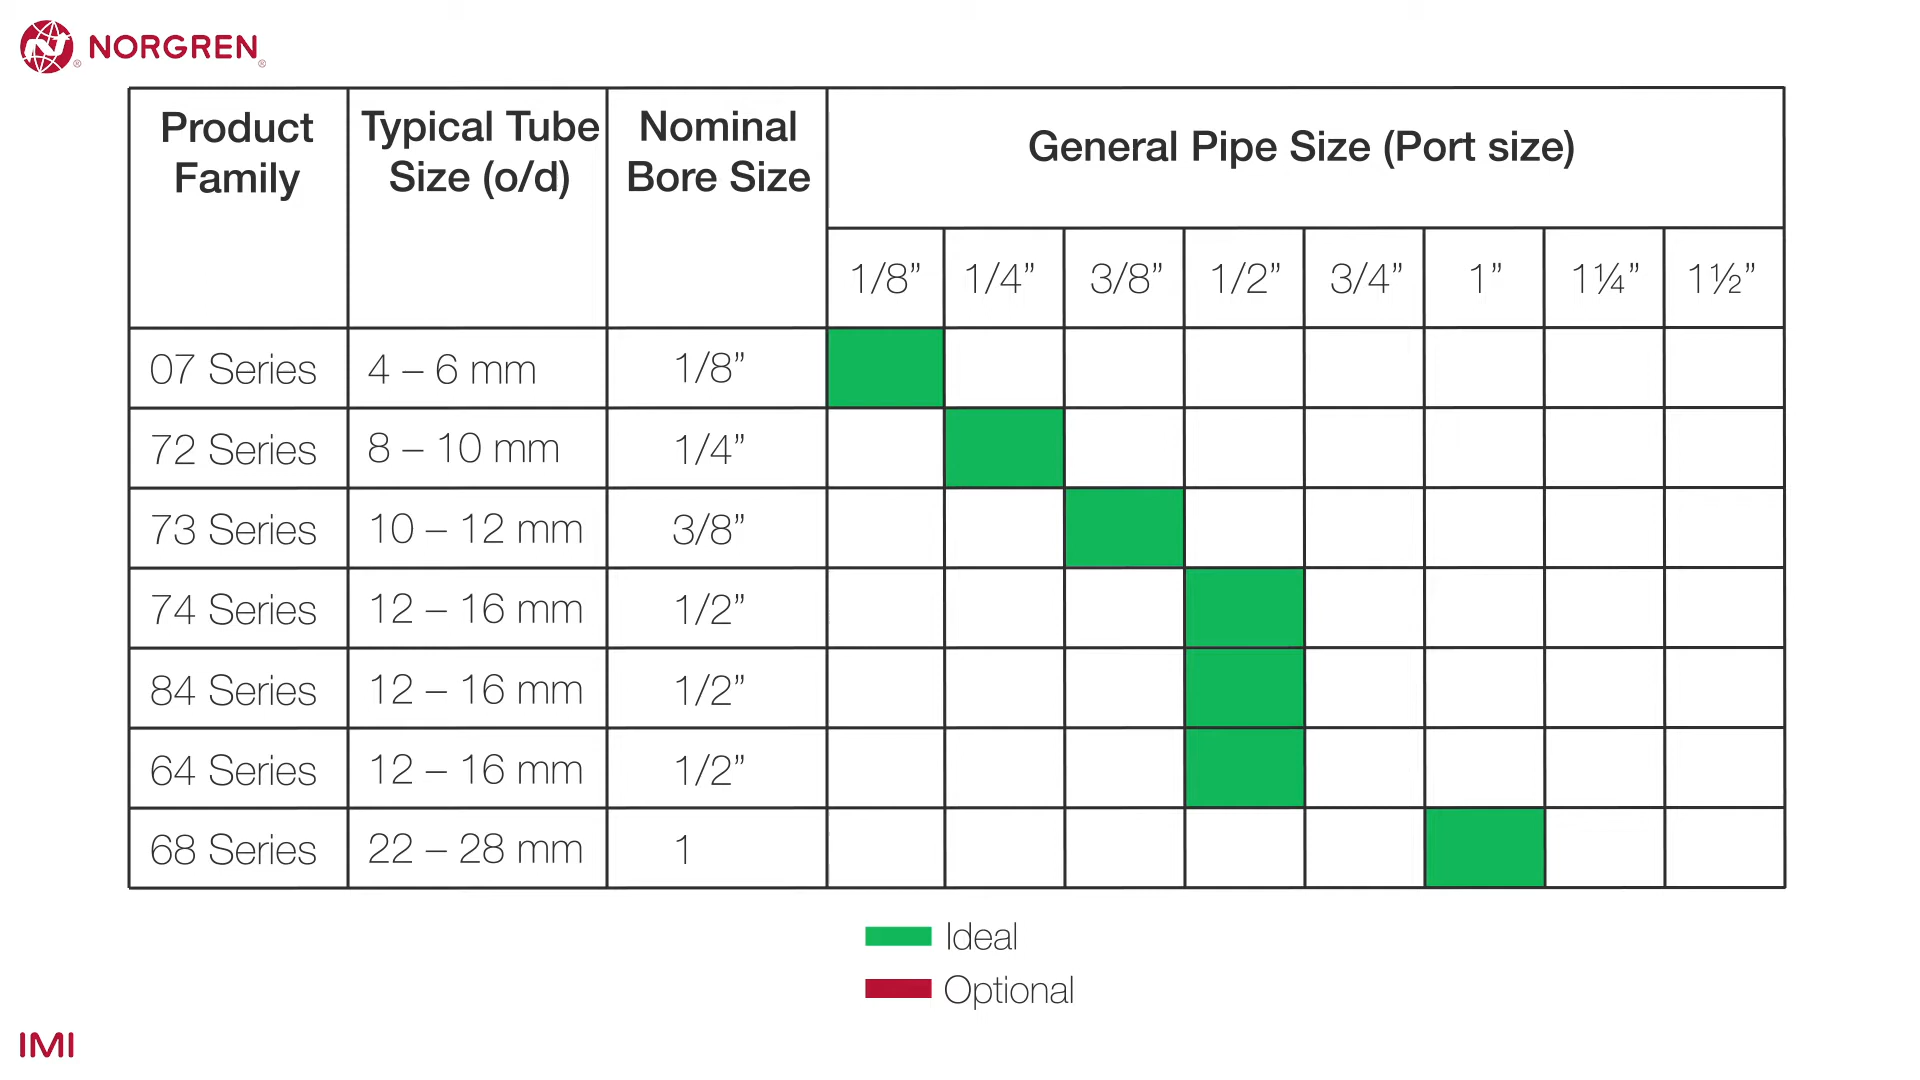 NORGREN
Product Family
Typical Tube Size (o/d)
Nominal Bore Size
General Pipe Size (Port size)
1/8” 1/4” 3/8” 1/2” 3/4” 1” 1¼” 1½”
07 Series 4 – 6 mm 1/8”
72 Series 8 – 10 mm 1/4”
73 Series 10 – 12 mm 3/8”
74 Series 12 – 16 mm 1/2”
84 Series 12 – 16 mm 1/2”
64 Series 12 – 16 mm 1/2”
68 Series 22 – 28 mm 1
Ideal
Optional
IMI